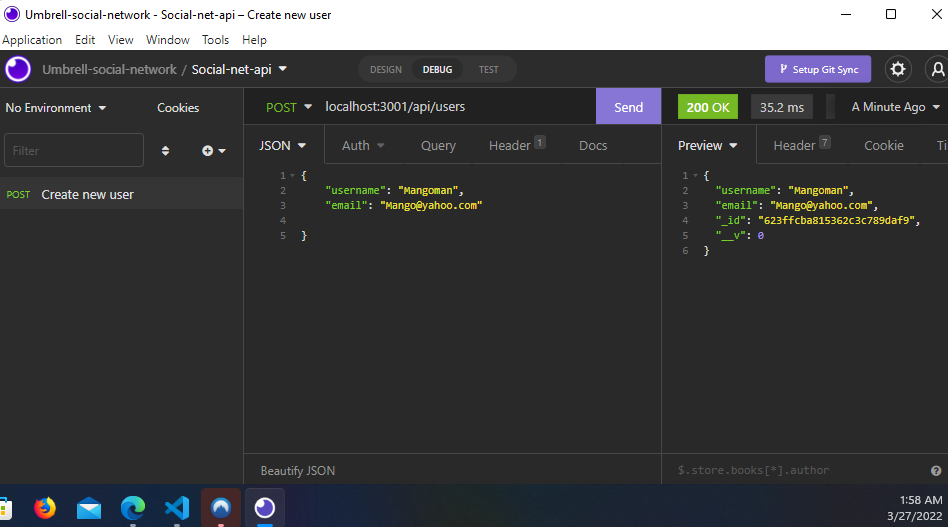 Umbrell-social-network - Social-net-api – Create new user
Application Edit View Window Tools Help
Umbrell-social-network / Social-net-api DESIGN DEBUG TEST Setup Git Sync
No Environment Cookies POST localhost:3001/api/users Send 200 OK 35.2 ms A Minute Ago
Filter JSON Auth Query Header 1 Docs Preview Header 7 Cookie Ti
POST Create new user
1 {
2 "username": "Mangoman",
3 "email": "Mango@yahoo.com"
4
5 }
1 {
2 "username": "Mangoman",
3 "email": "Mango@yahoo.com",
4 "_id": "623ffcba815362c3c789daf9",
5 "__v": 0
6 }
Beautify JSON $.store.books[*].author
1:58 AM
3/27/2022